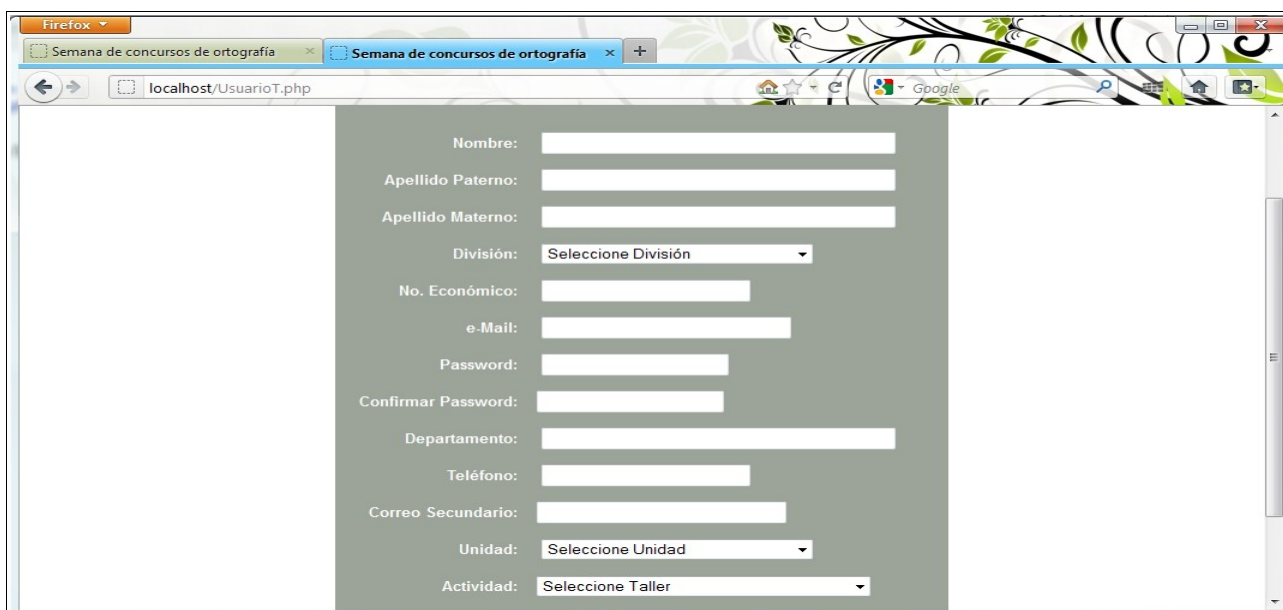 Firefox
Semana de concursos de ortografía
Semana de concursos de ortografía
localhost/UsuarioT.php
Google
Nombre:
Apellido Paterno:
Apellido Materno:
División: Seleccione División
No. Económico:
e-Mail:
Password:
Confirmar Password:
Departamento:
Teléfono:
Correo Secundario:
Unidad: Seleccione Unidad
Actividad: Seleccione Taller